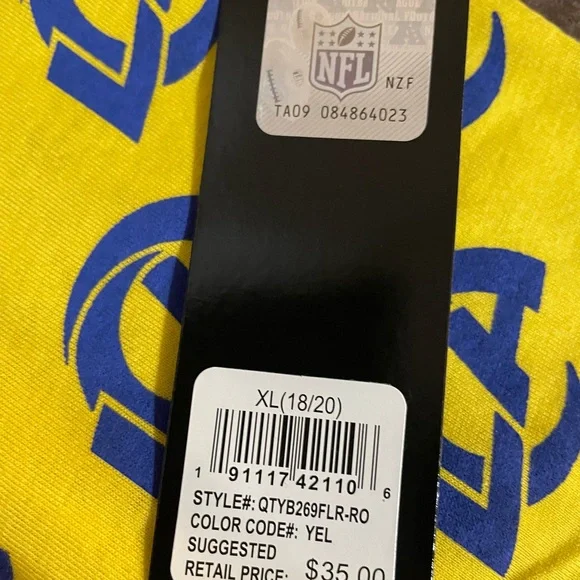 NFL
NZF
TA09 084864023
LA
XL(18/20)
1 91117 42110 6
STYLE#: QTYB269FLR-RO
COLOR CODE#: YEL
SUGGESTED
RETAIL PRICE: $35.00